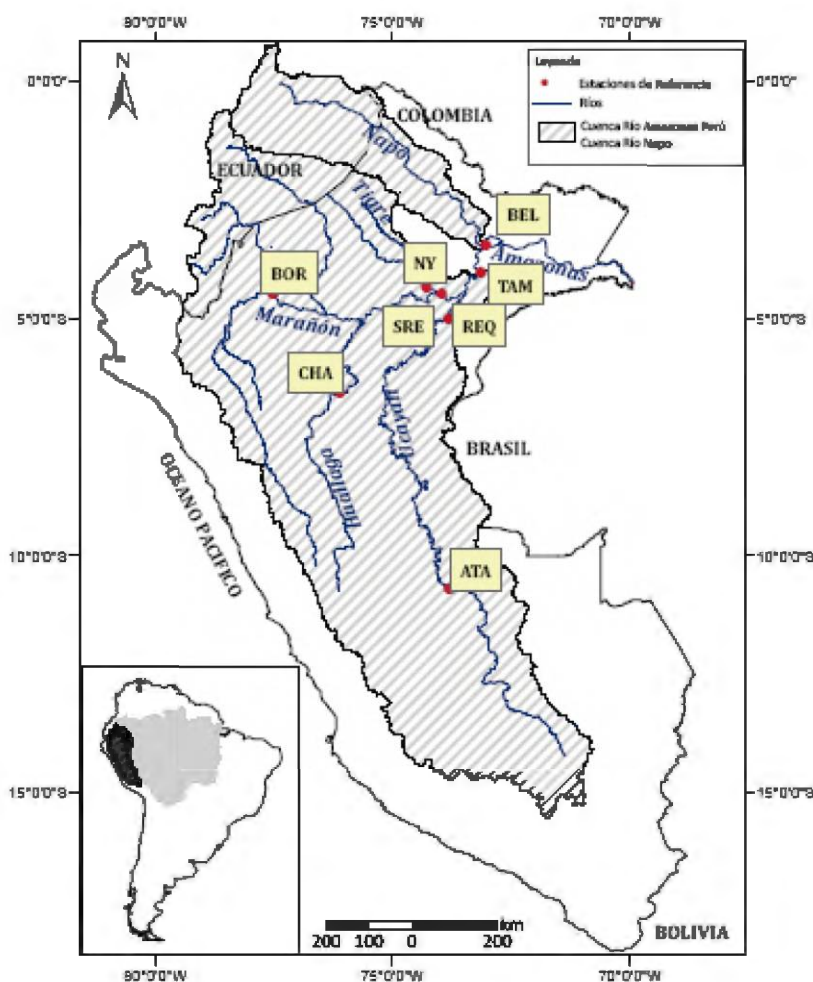 80°0'0"W 75°0'0"W 70°0'0"W
N
0°0'0"
Leyenda
Estaciones de Referencia
Ríos
Cuenca Río Amazonas Perú
Cuenca Río Napo
0°0'0"
COLOMBIA
Napo
ECUADOR
Tigre
BEL
Amazonas
NY
BOR
TAM
5°0'0"S
Marañón
SRE
REQ
5°0'0"S
CHA
Ucayali
BRASIL
Huallaga
OCEANO PACIFICO
10°0'0"S
ATA
10°0'0"S
15°0'0"S
15°0'0"S
km
200 100 0 200
BOLIVIA
80°0'0"W 75°0'0"W 70°0'0"W